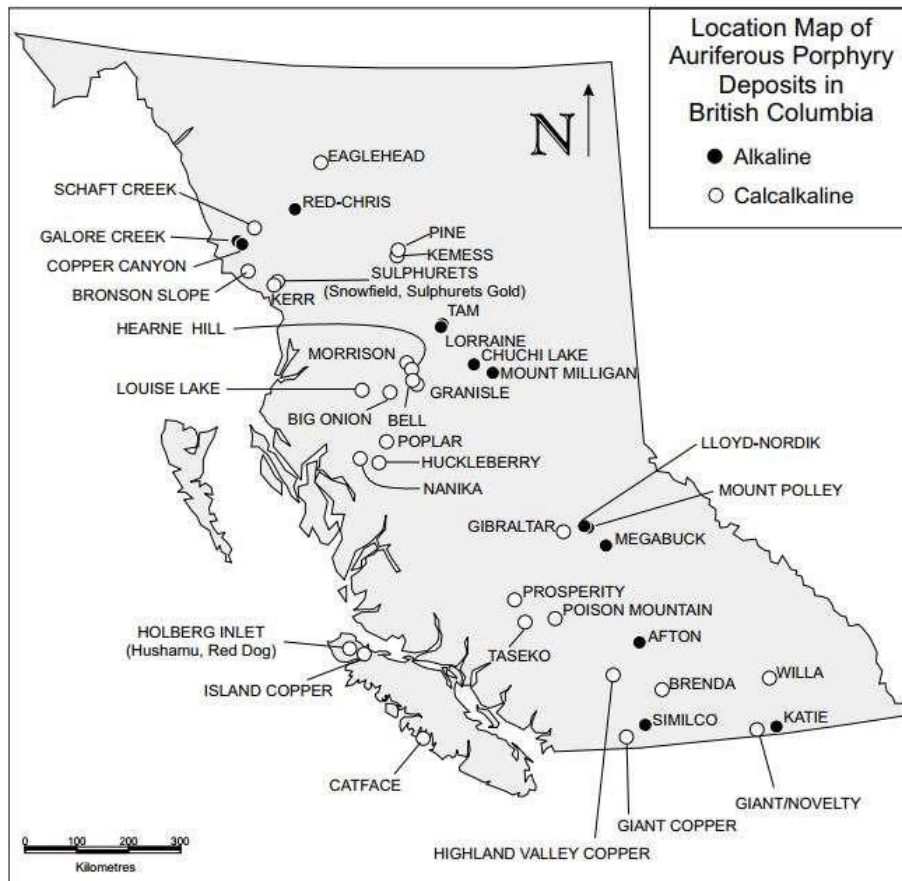 Location Map of
Auriferous Porphyry
Deposits in
British Columbia
Alkaline
Calcalkaline
N
EAGLEHEAD
SCHAFT CREEK
RED-CHRIS
GALORE CREEK
PINE
KEMESS
COPPER CANYON
SULPHURETS
(Snowfield, Sulphurets Gold)
BRONSON SLOPE
KERR
TAM
HEARNE HILL
LORRAINE
MORRISON
CHUCHI LAKE
MOUNT MILLIGAN
LOUISE LAKE
GRANISLE
BIG ONION
BELL
POPLAR
LLOYD-NORDIK
HUCKLEBERRY
NANIKA
MOUNT POLLEY
GIBRALTAR
MEGABUCK
PROSPERITY
POISON MOUNTAIN
HOLBERG INLET
(Hushamu, Red Dog)
AFTON
TASEKO
ISLAND COPPER
WILLA
BRENDA
SIMILCO
KATIE
CATFACE
GIANT/NOVELTY
GIANT COPPER
HIGHLAND VALLEY COPPER
0 100 200 300
Kilometres